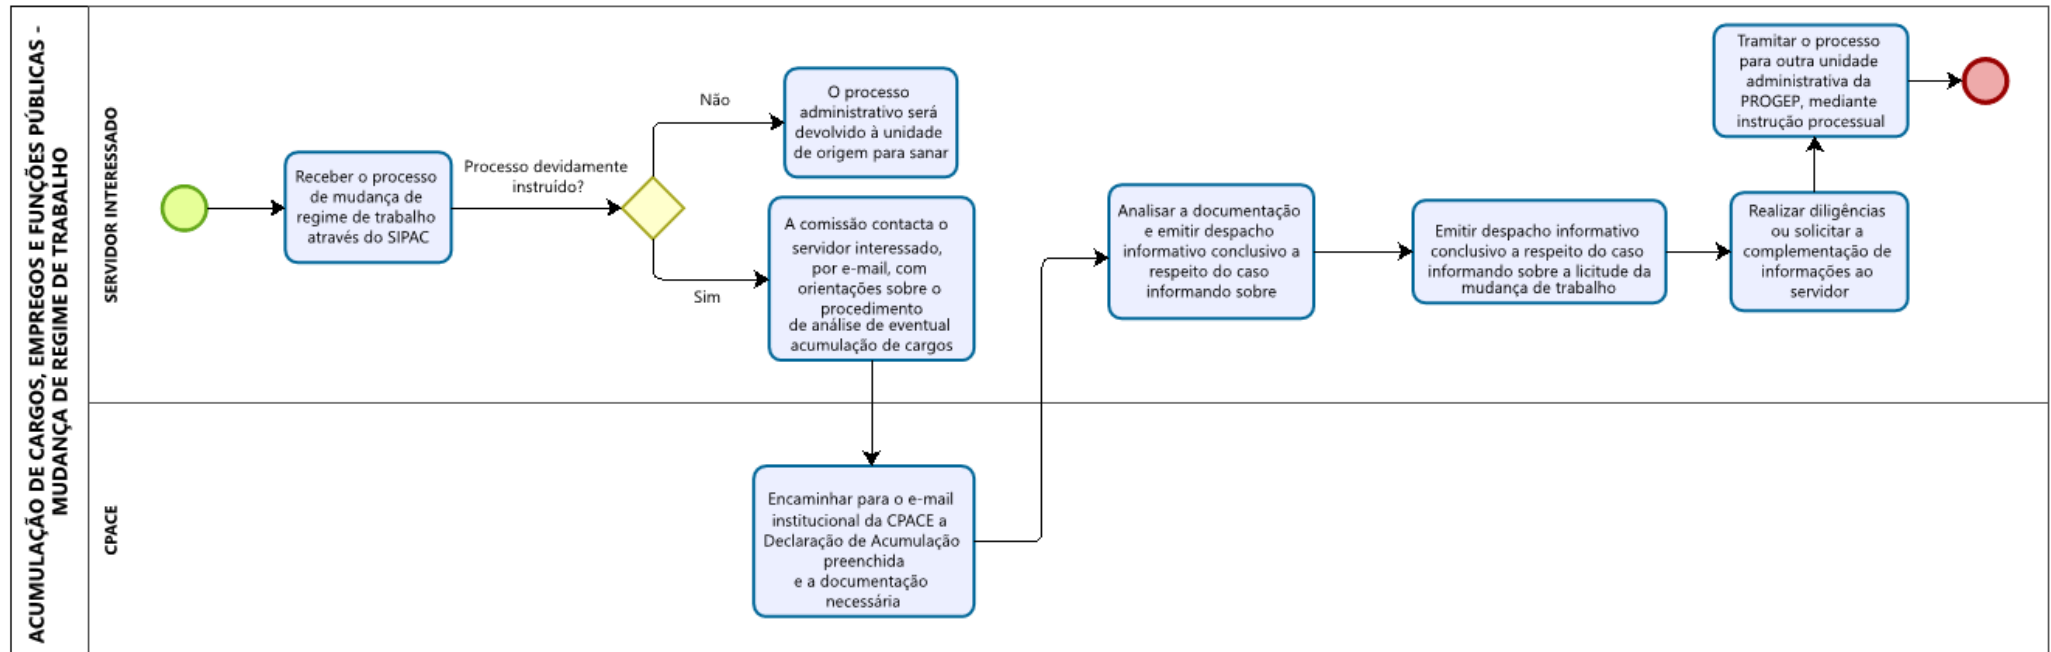 ACUMULAÇÃO DE CARGOS, EMPREGOS E FUNÇÕES PÚBLICAS -
MUDANÇA DE REGIME DE TRABALHO
SERVIDOR INTERESSADO
Receber o processo
de mudança de
regime de trabalho
através do SIPAC
Processo devidamente
instruído?
Não
O processo
administrativo será
devolvido à unidade
de origem para sanar
Sim
A comissão contacta o
servidor interessado,
por e-mail, com
orientações sobre o
procedimento
de análise de eventual
acumulação de cargos
Analisar a documentação
e emitir despacho
informativo conclusivo a
respeito do caso
informando sobre
Emitir despacho informativo
conclusivo a respeito do caso
informando sobre a licitude da
mudança de trabalho
Realizar diligências
ou solicitar a
complementação de
informações ao
servidor
Tramitar o processo
para outra unidade
administrativa da
PROGEP, mediante
instrução processual
CPACE
Encaminhar para o e-mail
institucional da CPACE a
Declaração de Acumulação
preenchida
e a documentação
necessária